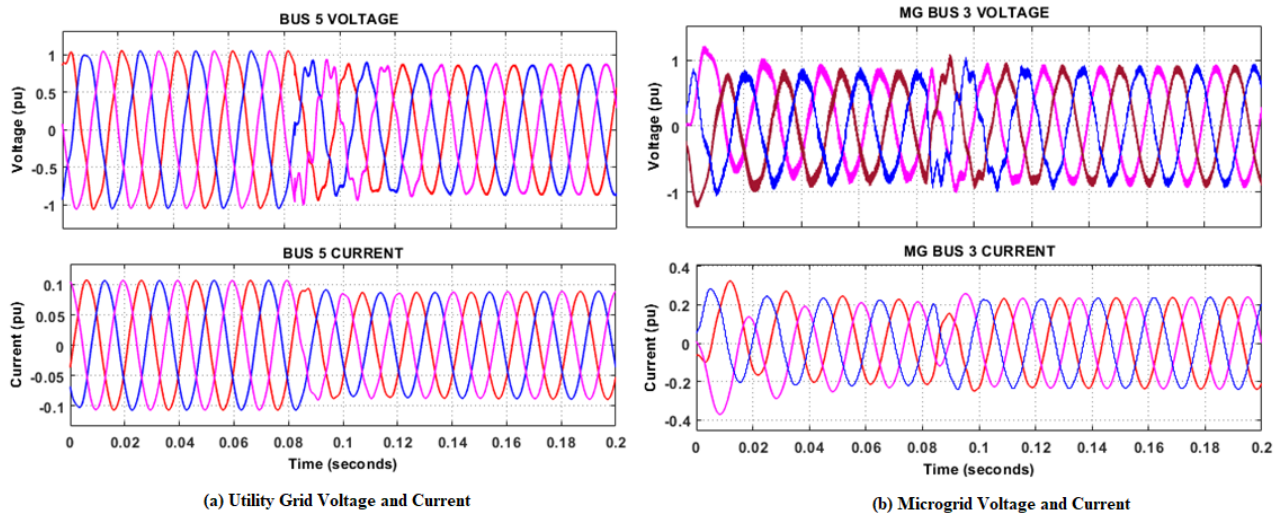 BUS 5 VOLTAGE
Voltage (pu)
1
0.5
0
-0.5
-1
BUS 5 CURRENT
Current (pu)
0.1
0.05
0
-0.05
-0.1
0 0.02 0.04 0.06 0.08 0.1 0.12 0.14 0.16 0.18 0.2
Time (seconds)
(a) Utility Grid Voltage and Current
MG BUS 3 VOLTAGE
Voltage (pu)
1
0
-1
MG BUS 3 CURRENT
Current (pu)
0.4
0.2
0
-0.2
-0.4
0 0.02 0.04 0.06 0.08 0.1 0.12 0.14 0.16 0.18 0.2
Time (seconds)
(b) Microgrid Voltage and Current